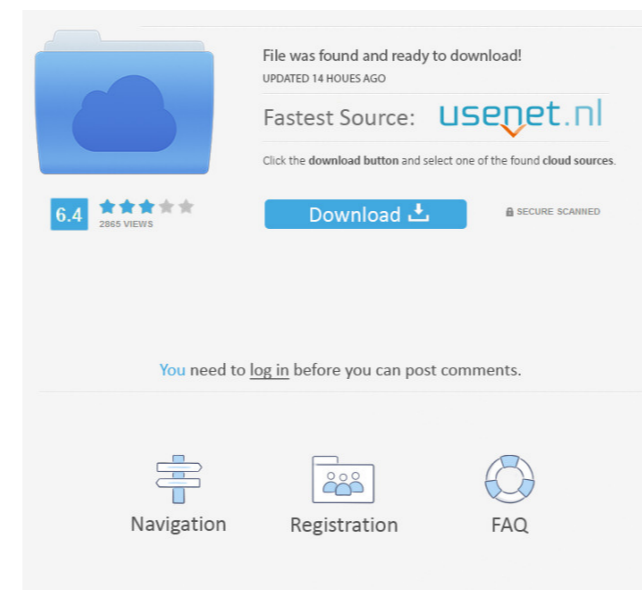 File was found and ready to download!
UPDATED 14 HOUES AGO
Fastest Source: usenet.nl
Click the download button and select one of the found cloud sources.
6.4
2865 VIEWS
Download
SECURE SCANNED
You need to log in before you can post comments.
Navigation Registration FAQ